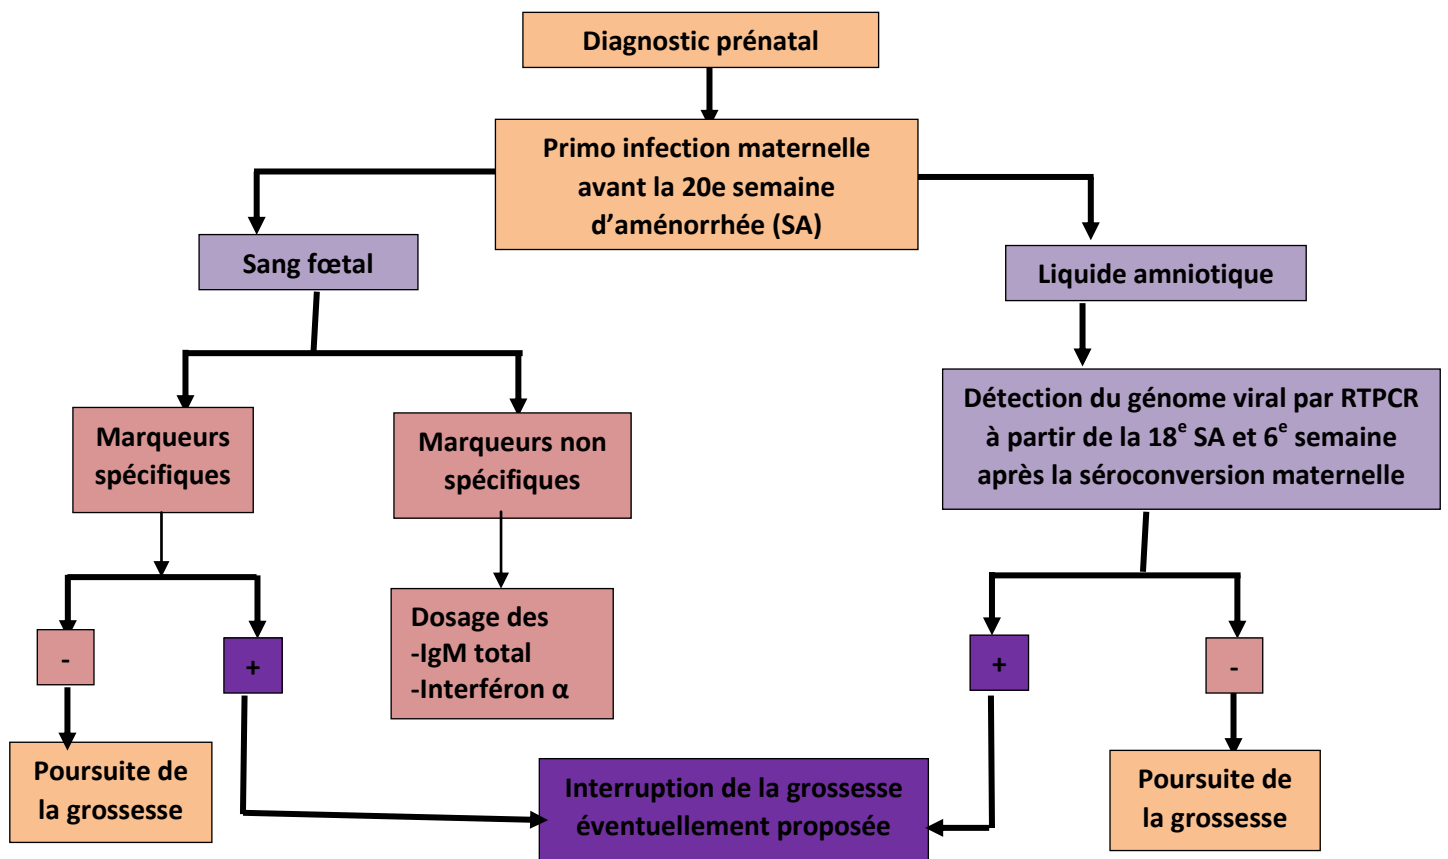 Diagnostic prénatal
Primo infection maternelle
avant la 20e semaine
d’aménorrhée (SA)
Sang fœtal
Liquide amniotique
Marqueurs
spécifiques
Marqueurs non
spécifiques
Détection du génome viral par RTPCR
à partir de la 18e SA et 6e semaine
après la séroconversion maternelle
-
+
Dosage des
-IgM total
-Interféron α
+
-
Poursuite de
la grossesse
Interruption de la grossesse
éventuellement proposée
Poursuite de
la grossesse